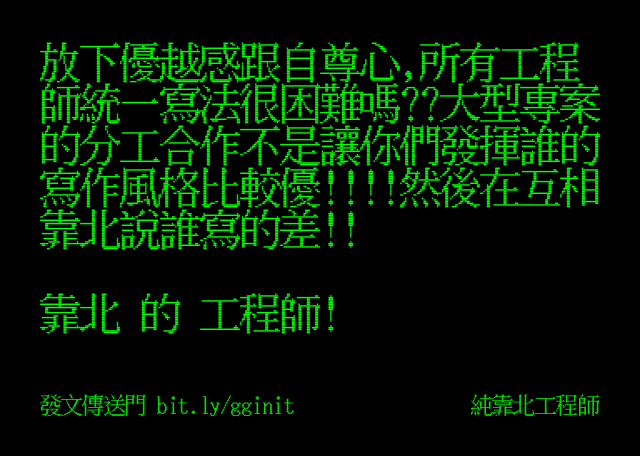 放下優越感跟自尊心,所有工程
師統一寫法很困難嗎??大型專案
的分工合作不是讓你們發揮誰的
寫作風格比較優!!!!然後在互相
靠北說誰寫的差!!
靠北 的 工程師!
發文傳送門 bit.ly/gginit
純靠北工程師